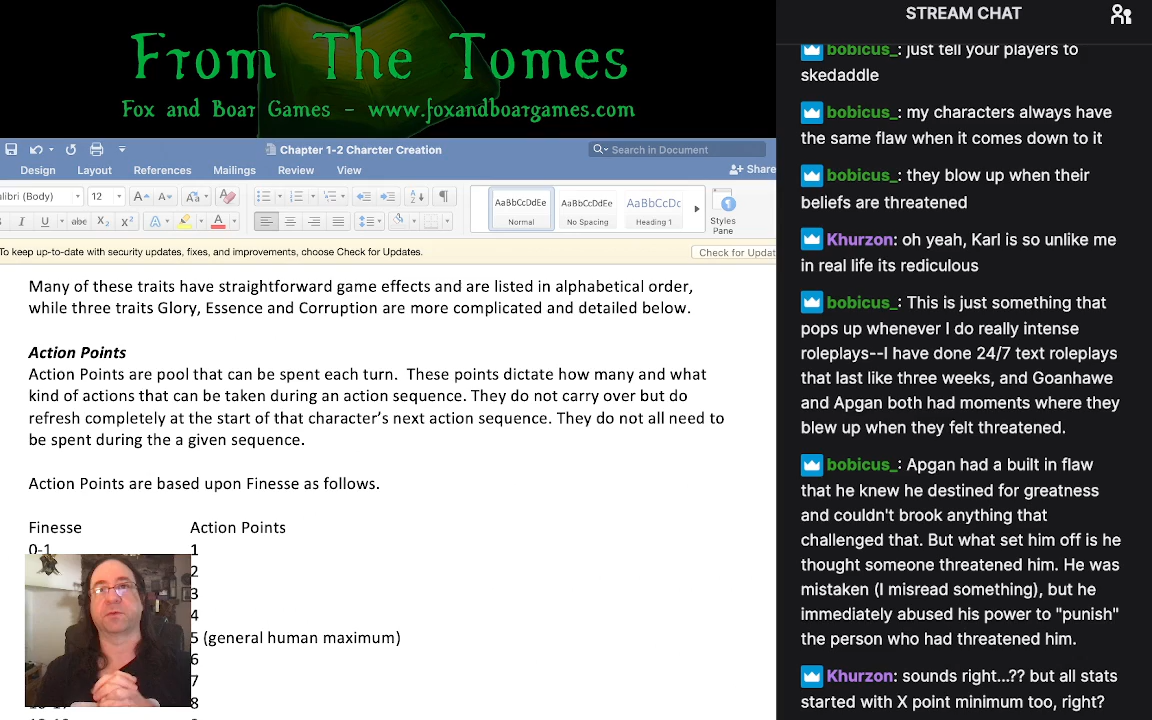 From The Tomes
Fox and Boar Games - www.foxandboargames.com
Chapter 1-2 Charcter Creation
Search in Document
Design Layout References Mailings Review View
Share
alibri (Body) 12
AaBbCcDdEe AaBbCcDdEe AaBbCcDc
Normal No Spacing Heading 1
Styles
Pane
To keep up-to-date with security updates, fixes, and improvements, choose Check for Updates.
Check for Updat
Many of these traits have straightforward game effects and are listed in alphabetical order,
while three traits Glory, Essence and Corruption are more complicated and detailed below.
Action Points
Action Points are pool that can be spent each turn. These points dictate how many and what
kind of actions that can be taken during an action sequence. They do not carry over but do
refresh completely at the start of that character's next action sequence. They do not all need to
be spent during the a given sequence.
Action Points are based upon Finesse as follows.
Finesse Action Points
0-1 1
2
3
4
5 (general human maximum)
6
7
8
STREAM CHAT
bobicus_: just tell your players to
skedaddle
bobicus_: my characters always have
the same flaw when it comes down to it
bobicus_: they blow up when their
beliefs are threatened
Khurzon: oh yeah, Karl is so unlike me
in real life its rediculous
bobicus_: This is just something that
pops up whenever I do really intense
roleplays--I have done 24/7 text roleplays
that last like three weeks, and Goanhawe
and Apgan both had moments where they
blew up when they felt threatened.
bobicus_: Apgan had a built in flaw
that he knew he destined for greatness
and couldn't brook anything that
challenged that. But what set him off is he
thought someone threatened him. He was
mistaken (I misread something), but he
immediately abused his power to "punish"
the person who had threatened him.
Khurzon: sounds right...?? but all stats
started with X point minimum too, right?